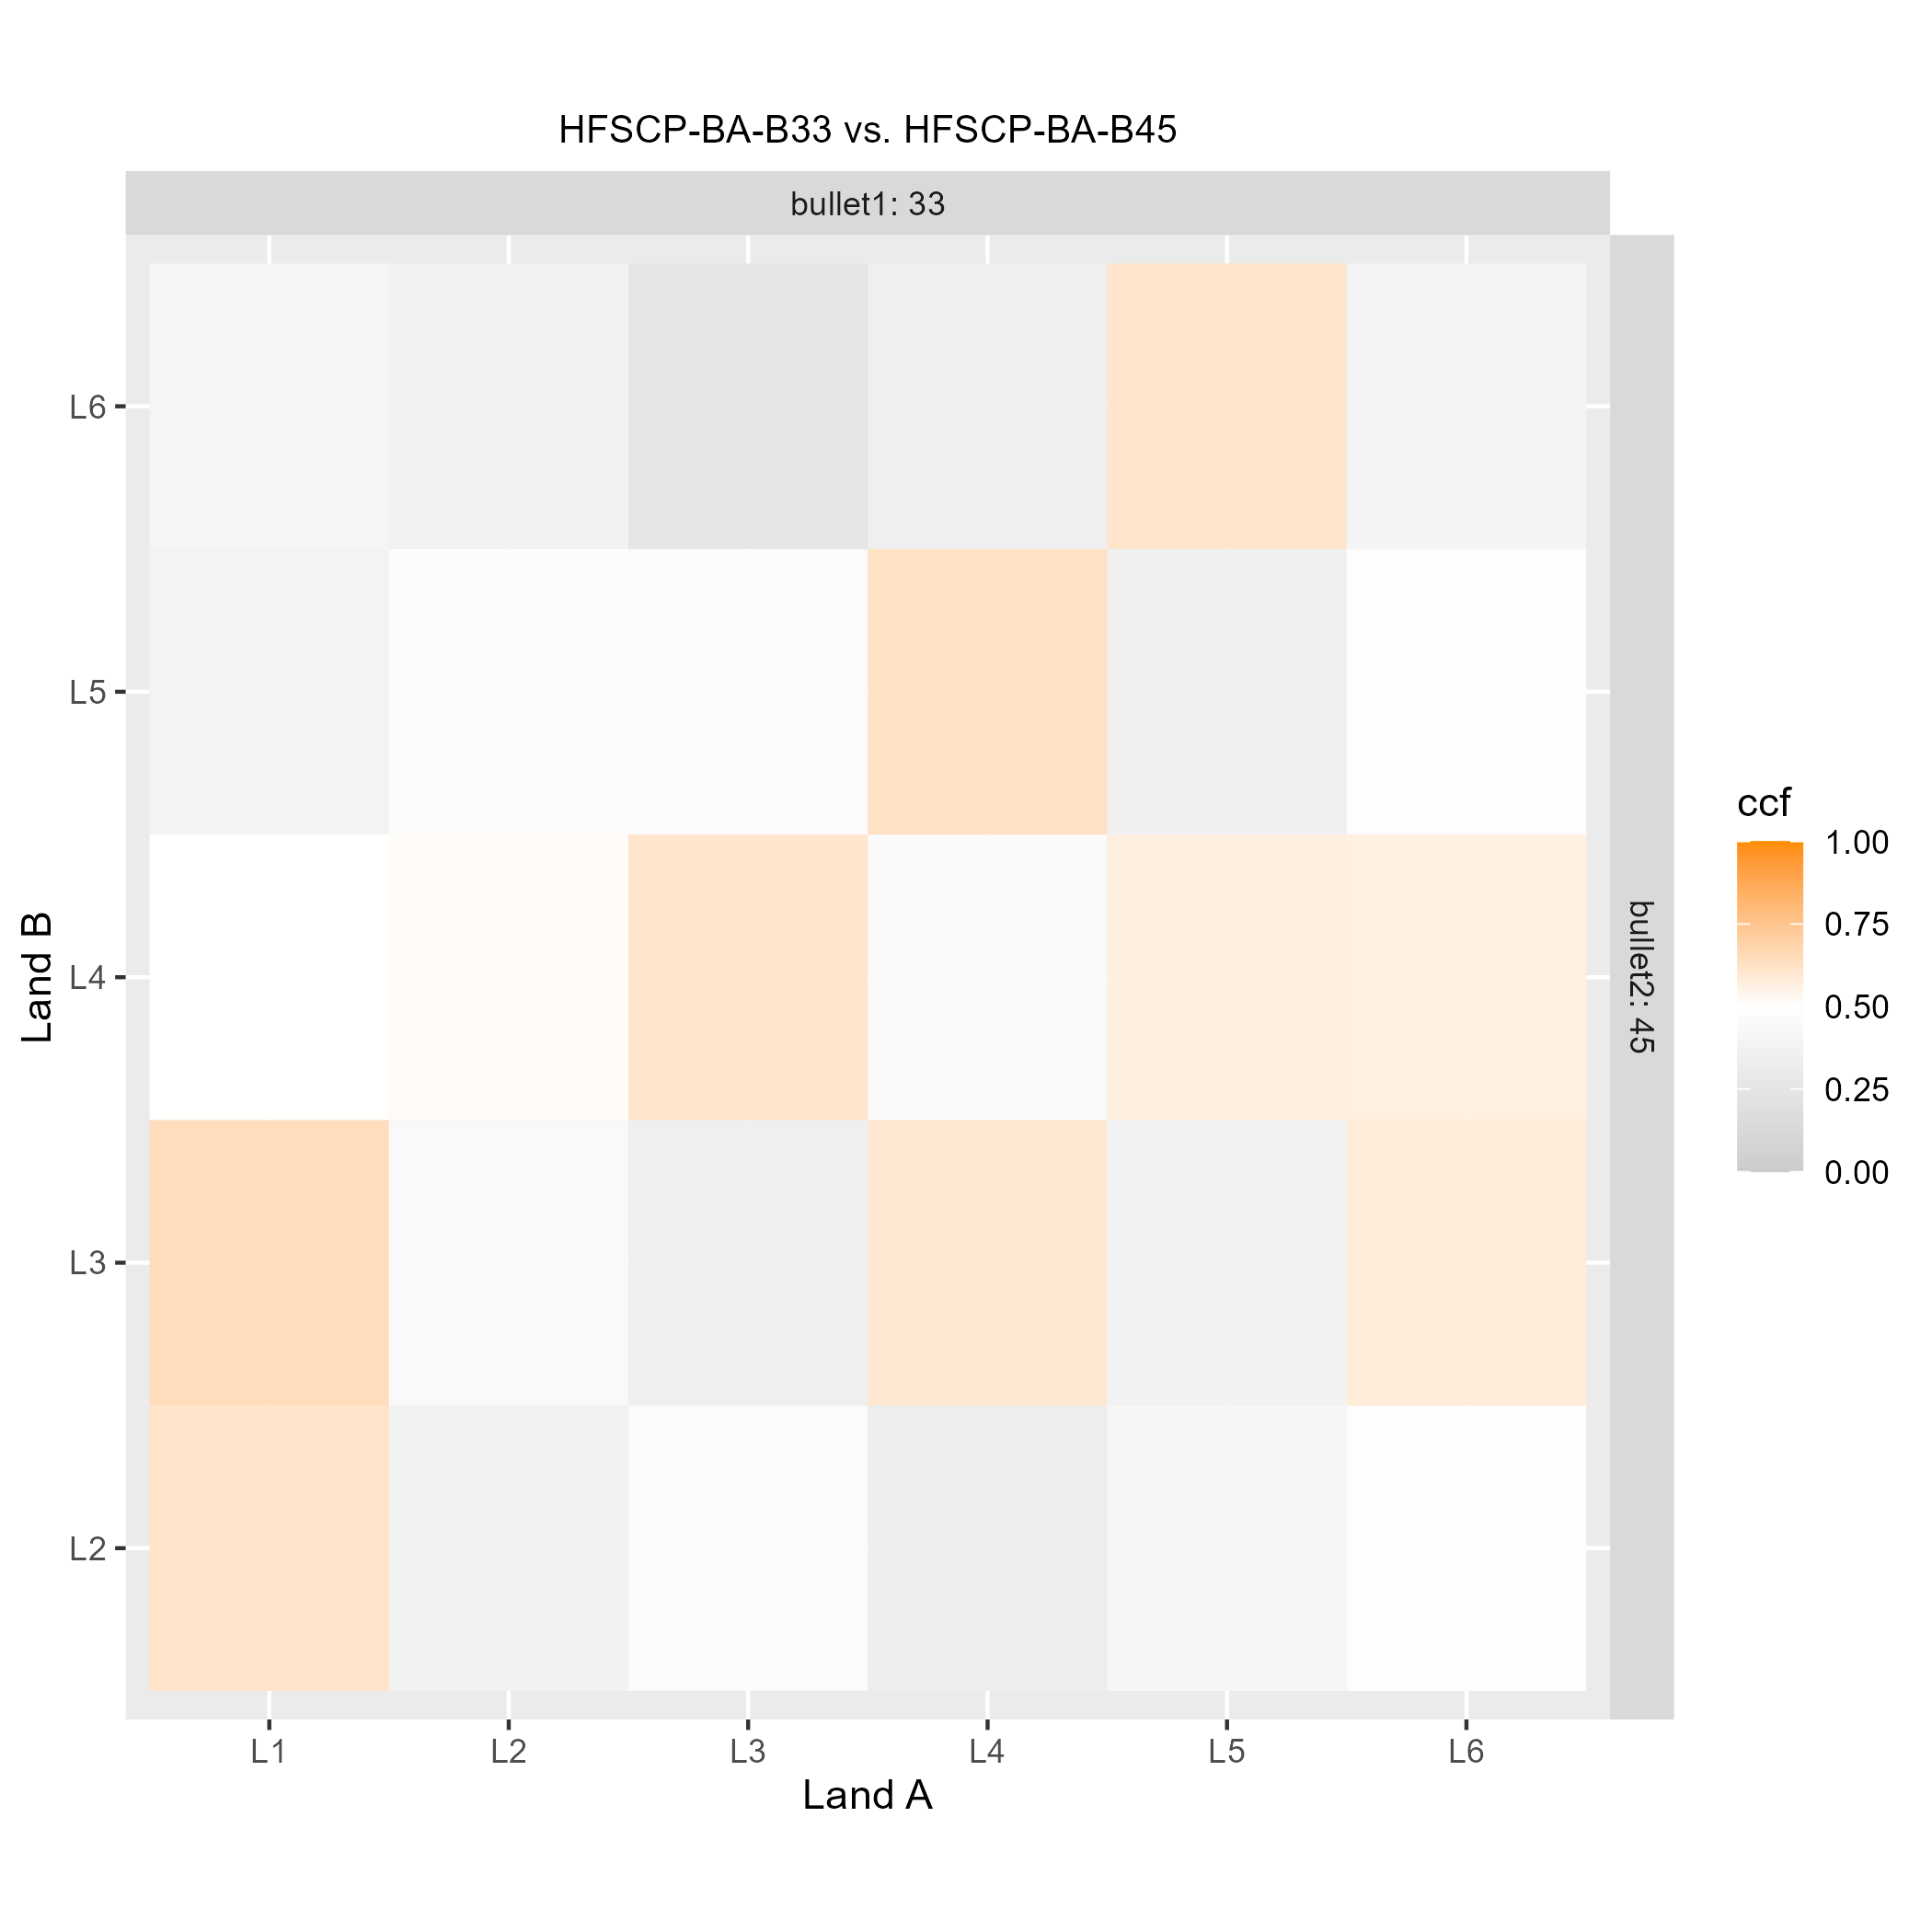 HFSCP-BA-B33 vs. HFSCP-BA-B45
bullet1: 33
bullet2: 45
Land B
L6
L5
L4
L3
L2
L1 L2 L3 L4 L5 L6
Land A
ccf
1.00
0.75
0.50
0.25
0.00